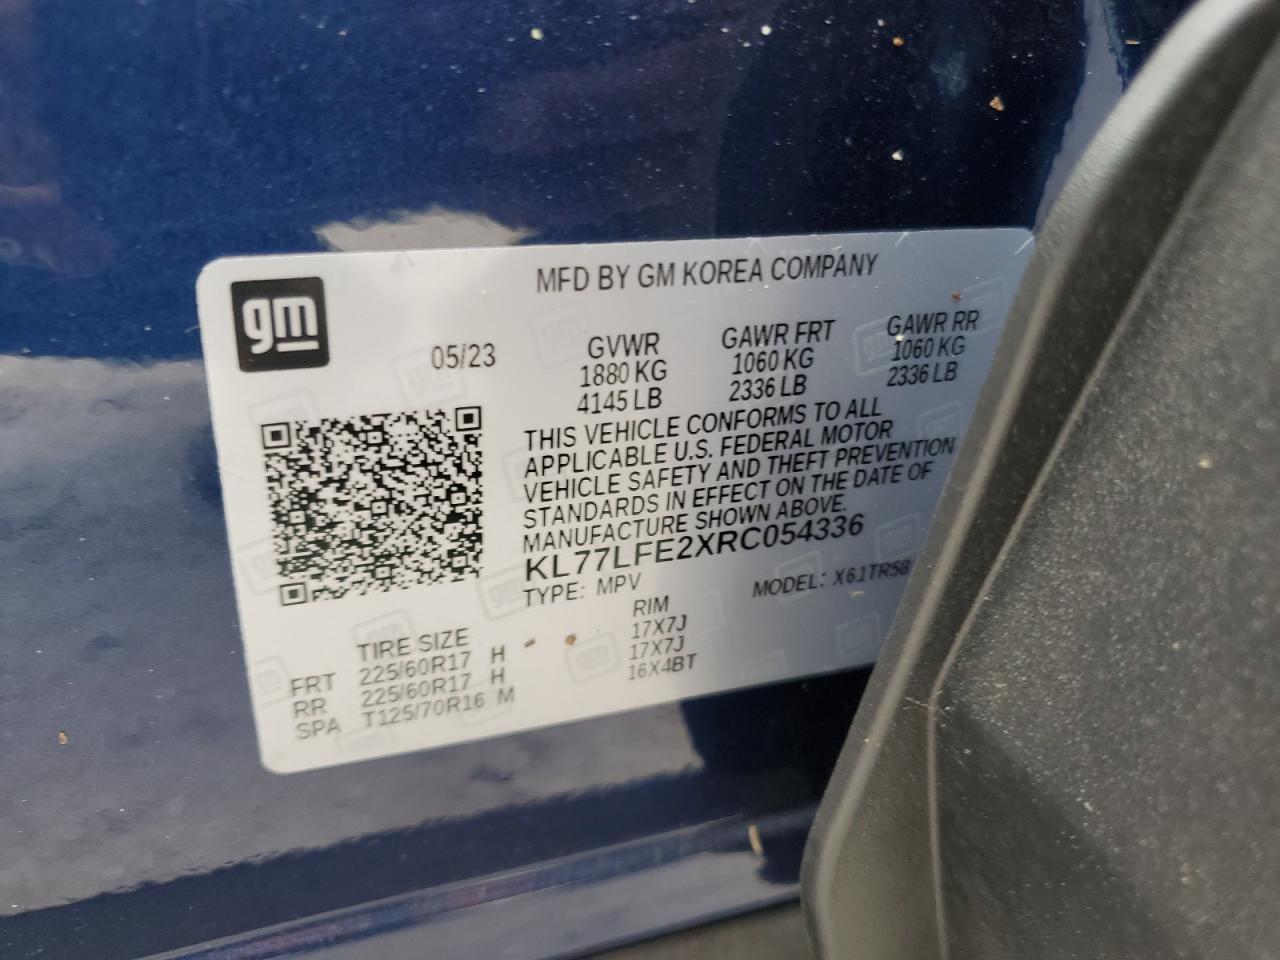 gm
MFD BY GM KOREA COMPANY
05/23
GVWR GAWR FRT GAWR RR
1880 KG 1060 KG 1060 KG
4145 LB 2336 LB 2336 LB
THIS VEHICLE CONFORMS TO ALL
APPLICABLE U.S. FEDERAL MOTOR
VEHICLE SAFETY AND THEFT PREVENTION
STANDARDS IN EFFECT ON THE DATE OF
MANUFACTURE SHOWN ABOVE.
KL77LFE2XRC054336
TYPE: MPV MODEL: X61TR58
TIRE SIZE RIM
FRT 225/60R17 H 17X7J
RR 225/60R17 H 17X7J
SPA T125/70R16 M 16X4BT